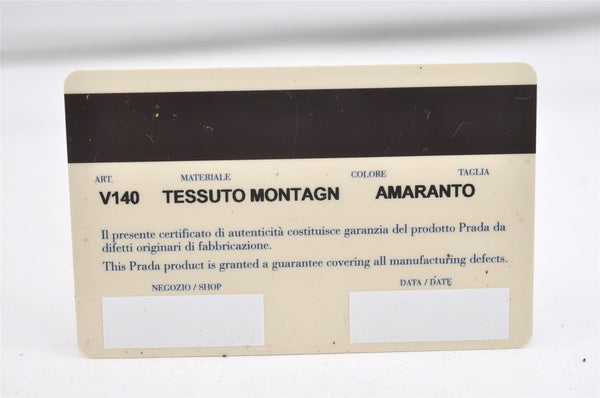 ART. MATERIALE COLORE TAGLIA
V140 TESSUTO MONTAGN AMARANTO
Il presente certificato di autenticità costituisce garanzia del prodotto Prada da
difetti originari di fabbricazione.
This Prada product is granted a guarantee covering all manufacturing defects.
NEGOZIO / SHOP DATA / DATE